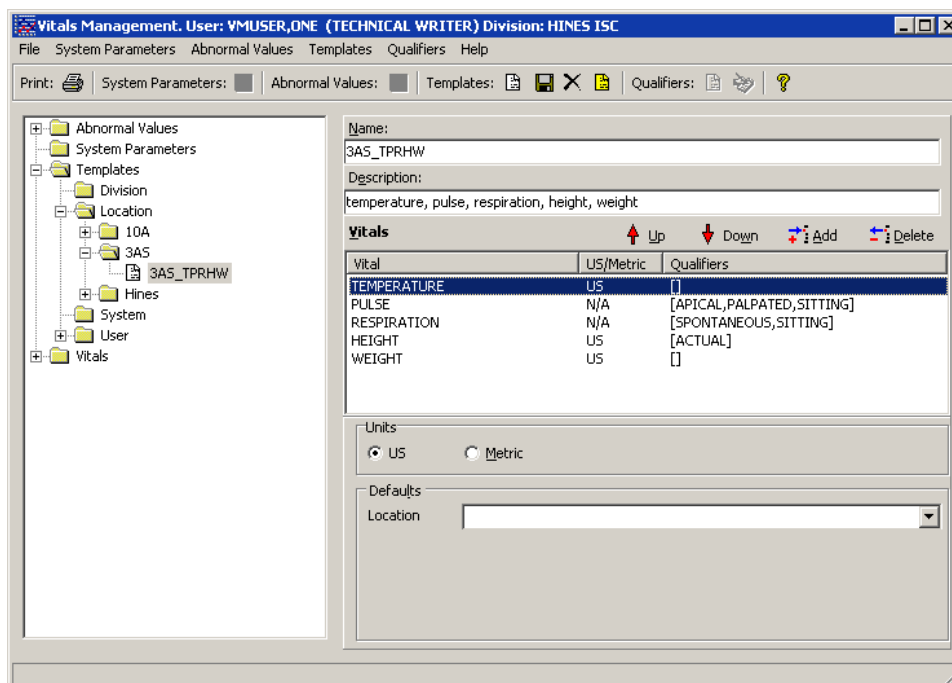 Vitals Management. User: VMUSER,ONE (TECHNICAL WRITER) Division: HINES ISC
File System Parameters Abnormal Values Templates Qualifiers Help
Print: System Parameters: Abnormal Values: Templates: Qualifiers:
Abnormal Values
System Parameters
Templates
Division
Location
10A
3AS
3AS_TPRHW
Hines
System
User
Vitals
Name:
3AS_TPRHW
Description:
temperature, pulse, respiration, height, weight
Vitals Up Down Add Delete
Vital US/Metric Qualifiers
TEMPERATURE US []
PULSE N/A [APICAL,PALPATED,SITTING]
RESPIRATION N/A [SPONTANEOUS,SITTING]
HEIGHT US [ACTUAL]
WEIGHT US []
Units
US Metric
Defaults
Location